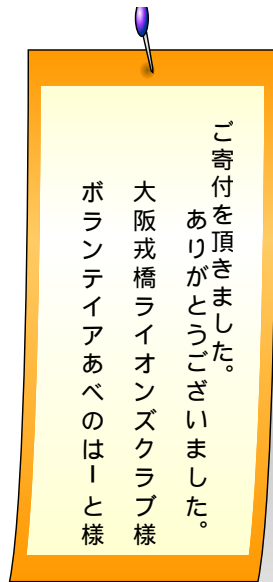 ご寄付を頂きました。
ありがとうございました。
大阪戎橋ライオンズクラブ様
ボランテイアあべのはーと様